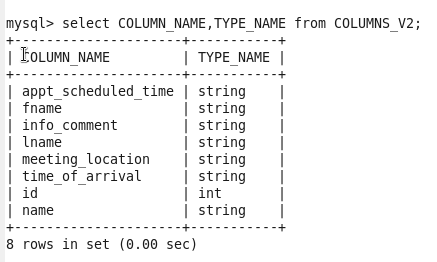 mysql> select COLUMN_NAME,TYPE_NAME from COLUMNS_V2;
+--------------------+-----------+
| COLUMN_NAME         | TYPE_NAME |
+--------------------+-----------+
| appt_scheduled_time | string    |
| fname               | string    |
| info_comment        | string    |
| lname               | string    |
| meeting_location    | string    |
| time_of_arrival     | string    |
| id                  | int       |
| name                | string    |
+--------------------+-----------+
8 rows in set (0.00 sec)